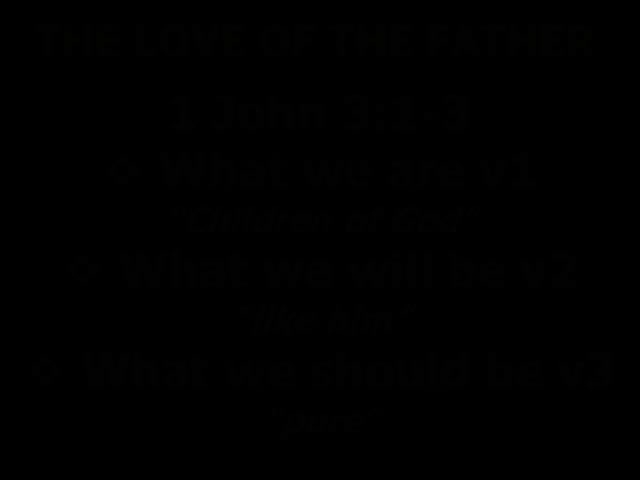 THE LOVE OF THE FATHER
1 John 3:1-3
❖ What we are v1
"Children of God"
❖ What we will be v2
"like him"
❖ What we should be v3
"pure"